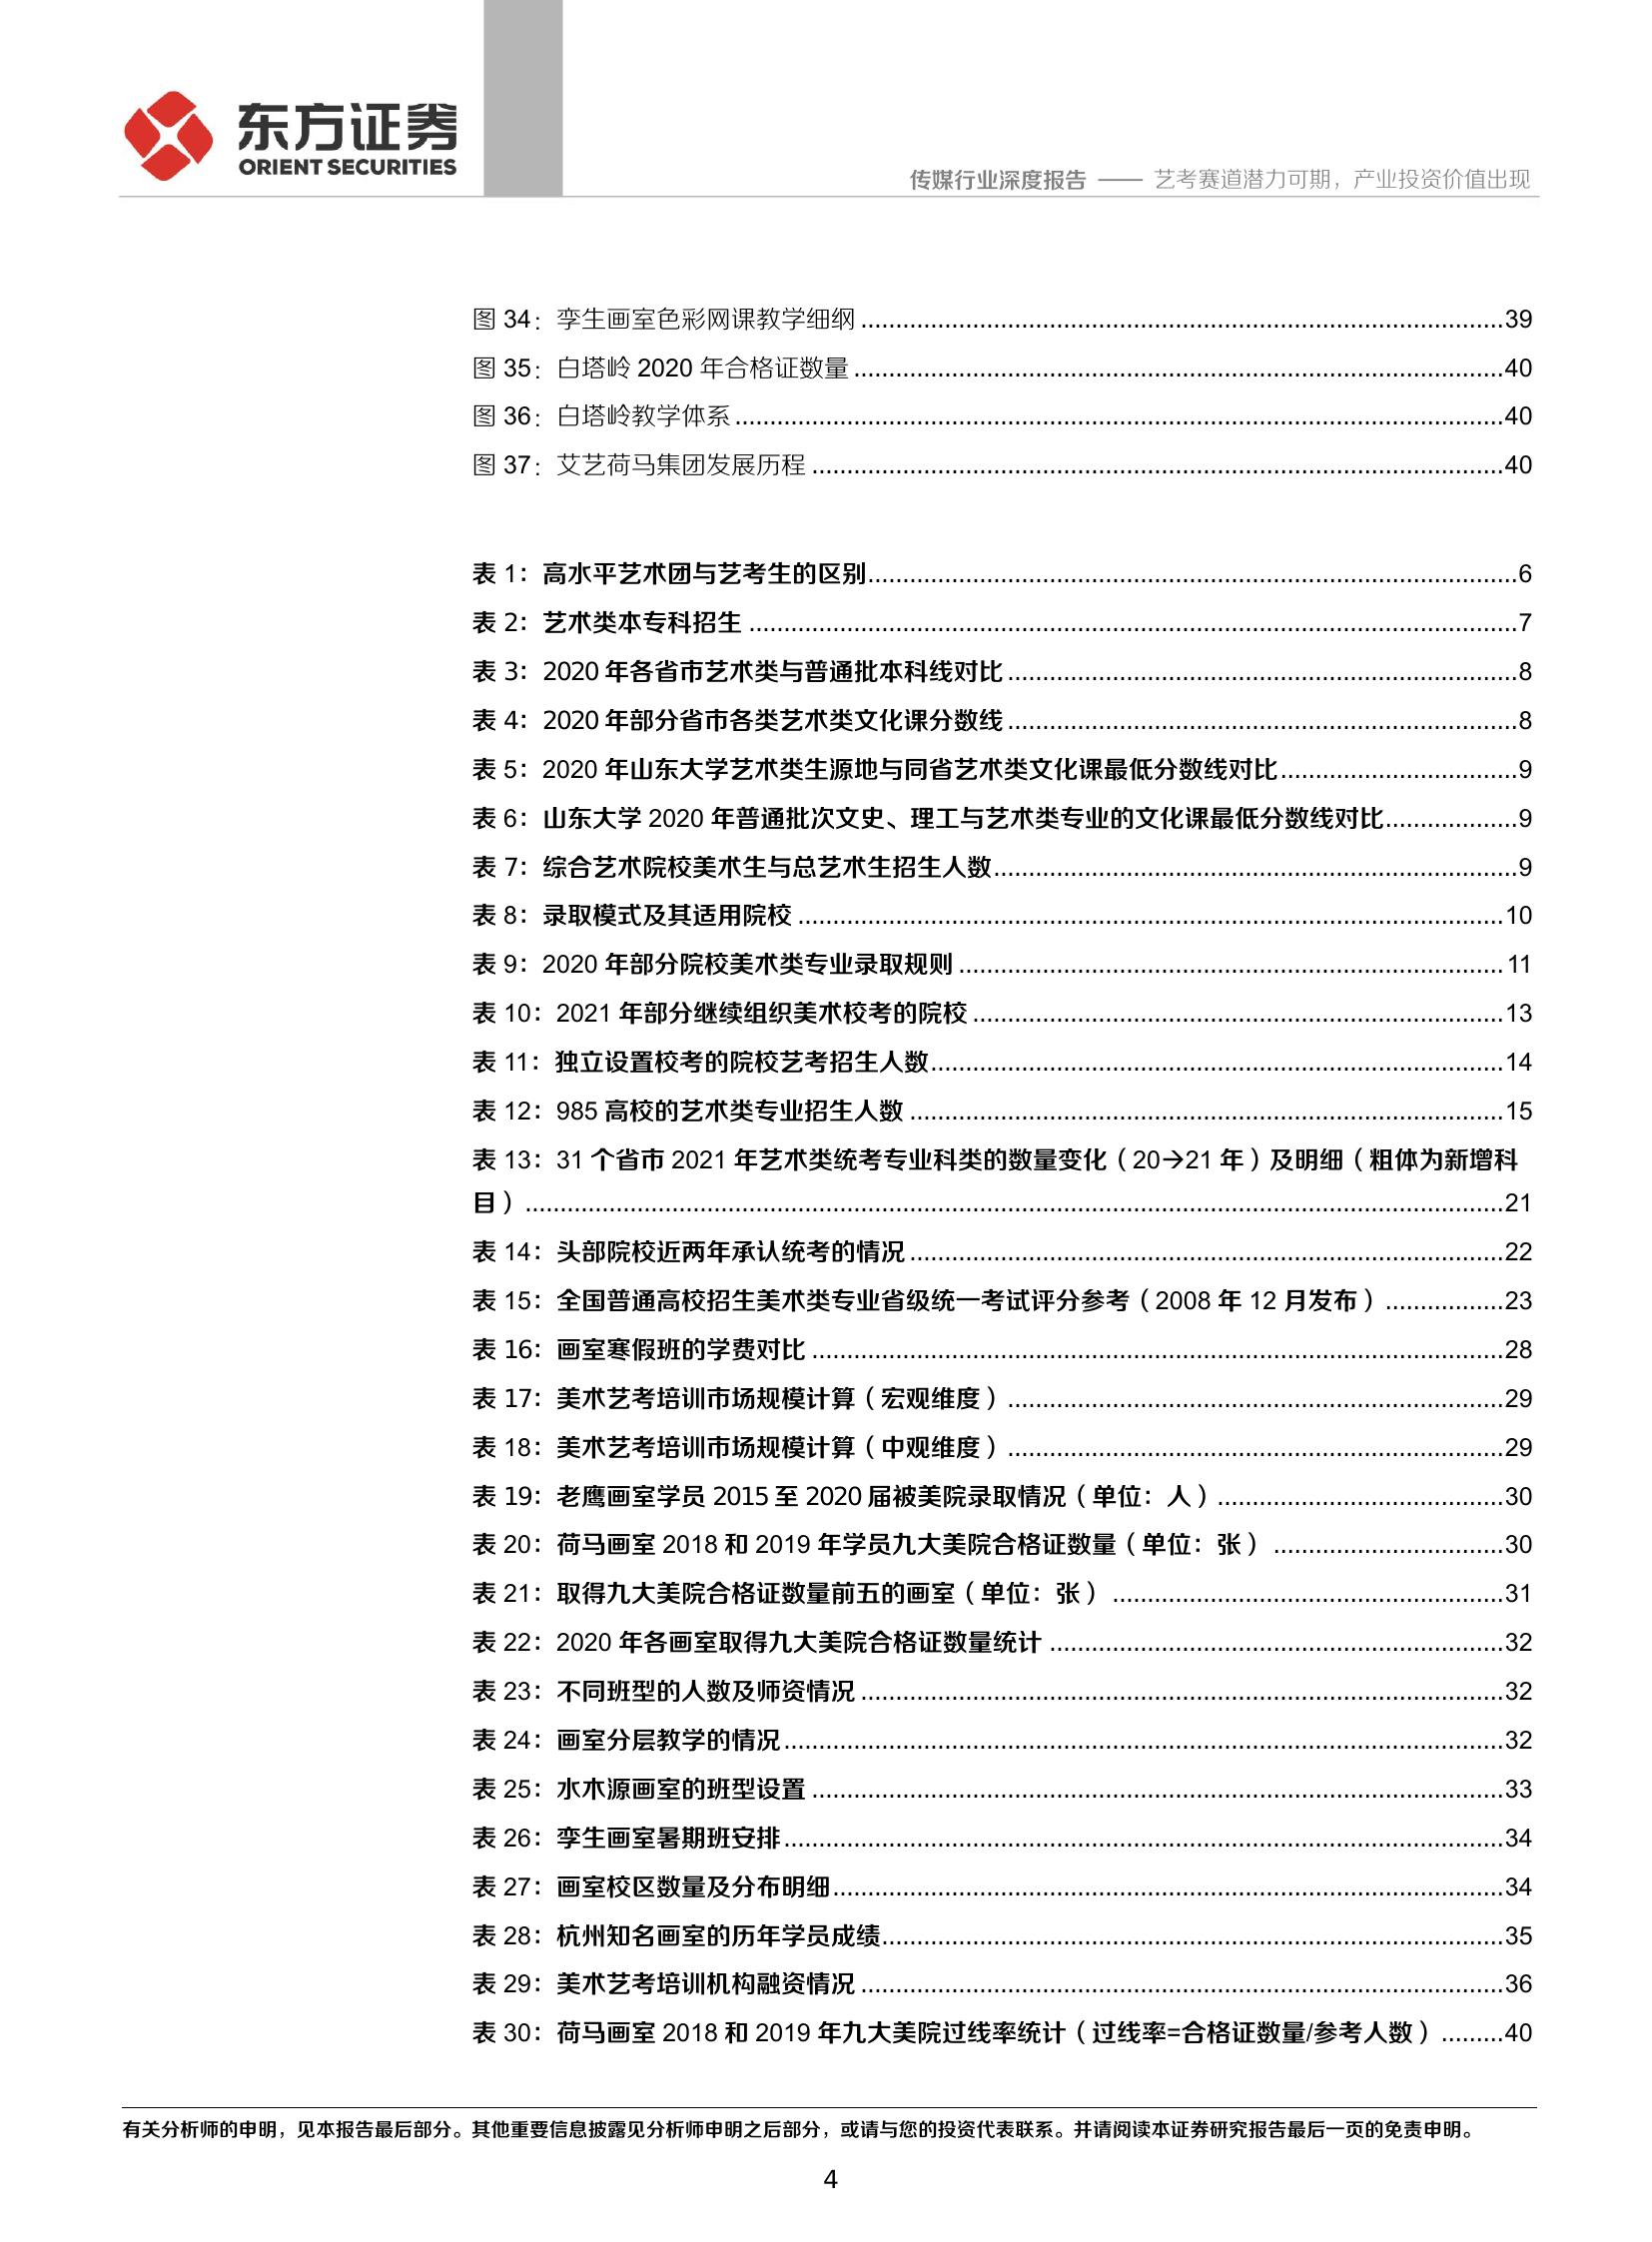 东方证券
ORIENT SECURITIES
传媒行业深度报告 —— 艺考赛道潜力可期，产业投资价值出现
图 34：孪生画室色彩网课教学细纲 ........................................ 39
图 35：白塔岭 2020 年合格证数量 ........................................ 40
图 36：白塔岭教学体系 ........................................ 40
图 37：艾艺荷马集团发展历程 ........................................ 40
表 1：高水平艺术团与艺考生的区别 ........................................ 6
表 2：艺术类本专科招生 ........................................ 7
表 3：2020 年各省市艺术类与普通批本科线对比 ........................................ 8
表 4：2020 年部分省市各类艺术类文化课分数线 ........................................ 8
表 5：2020 年山东大学艺术类生源地与同省艺术类文化课最低分数线对比 .................... 9
表 6：山东大学 2020 年普通批次文史、理工与艺术类专业的文化课最低分数线对比 ............ 9
表 7：综合艺术院校美术生与总艺术生招生人数 ........................................ 9
表 8：录取模式及其适用院校 ........................................ 10
表 9：2020 年部分院校美术类专业录取规则 ........................................ 11
表 10：2021 年部分继续组织美术校考的院校 ........................................ 13
表 11：独立设置校考的院校艺考招生人数 ........................................ 14
表 12：985 高校的艺术类专业招生人数 ........................................ 15
表 13：31 个省市 2021 年艺术类统考专业科类的数量变化（20→21 年）及明细（粗体为新增科
目） ........................................ 21
表 14：头部院校近两年承认统考的情况 ........................................ 22
表 15：全国普通高校招生美术类专业省级统一考试评分参考（2008 年 12 月发布） ............ 23
表 16：画室寒假班的学费对比 ........................................ 28
表 17：美术艺考培训市场规模计算（宏观维度） ........................................ 29
表 18：美术艺考培训市场规模计算（中观维度） ........................................ 29
表 19：老鹰画室学员 2015 至 2020 届被美院录取情况（单位：人） .................... 30
表 20：荷马画室 2018 和 2019 年学员九大美院合格证数量（单位：张） .................... 30
表 21：取得九大美院合格证数量前五的画室（单位：张） ........................................ 31
表 22：2020 年各画室取得九大美院合格证数量统计 ........................................ 32
表 23：不同班型的人数及师资情况 ........................................ 32
表 24：画室分层教学的情况 ........................................ 32
表 25：水木源画室的班型设置 ........................................ 33
表 26：孪生画室暑期班安排 ........................................ 34
表 27：画室校区数量及分布明细 ........................................ 34
表 28：杭州知名画室的历年学员成绩 ........................................ 35
表 29：美术艺考培训机构融资情况 ........................................ 36
表 30：荷马画室 2018 和 2019 年九大美院过线率统计（过线率=合格证数量/参考人数） ......... 40
有关分析师的申明，见本报告最后部分。其他重要信息披露见分析师申明之后部分，或请与您的投资代表联系。并请阅读本证券研究报告最后一页的免责申明。
4